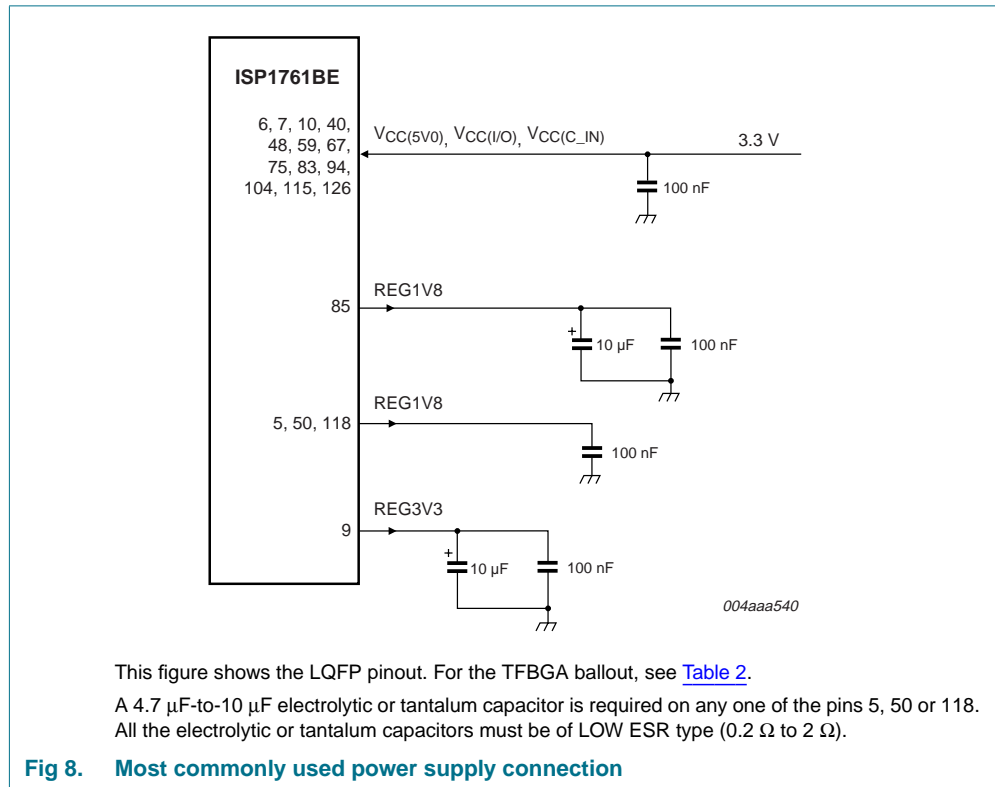 ISP1761BE
6, 7, 10, 40,
48, 59, 67,
75, 83, 94,
104, 115, 126
VCC(5V0), VCC(I/O), VCC(C_IN)
3.3 V
100 nF
85
REG1V8
+
10 µF
100 nF
5, 50, 118
REG1V8
100 nF
9
REG3V3
+
10 µF
100 nF
004aaa540
This figure shows the LQFP pinout. For the TFBGA ballout, see Table 2.
A 4.7 µF-to-10 µF electrolytic or tantalum capacitor is required on any one of the pins 5, 50 or 118.
All the electrolytic or tantalum capacitors must be of LOW ESR type (0.2 Ω to 2 Ω).
Fig 8. Most commonly used power supply connection